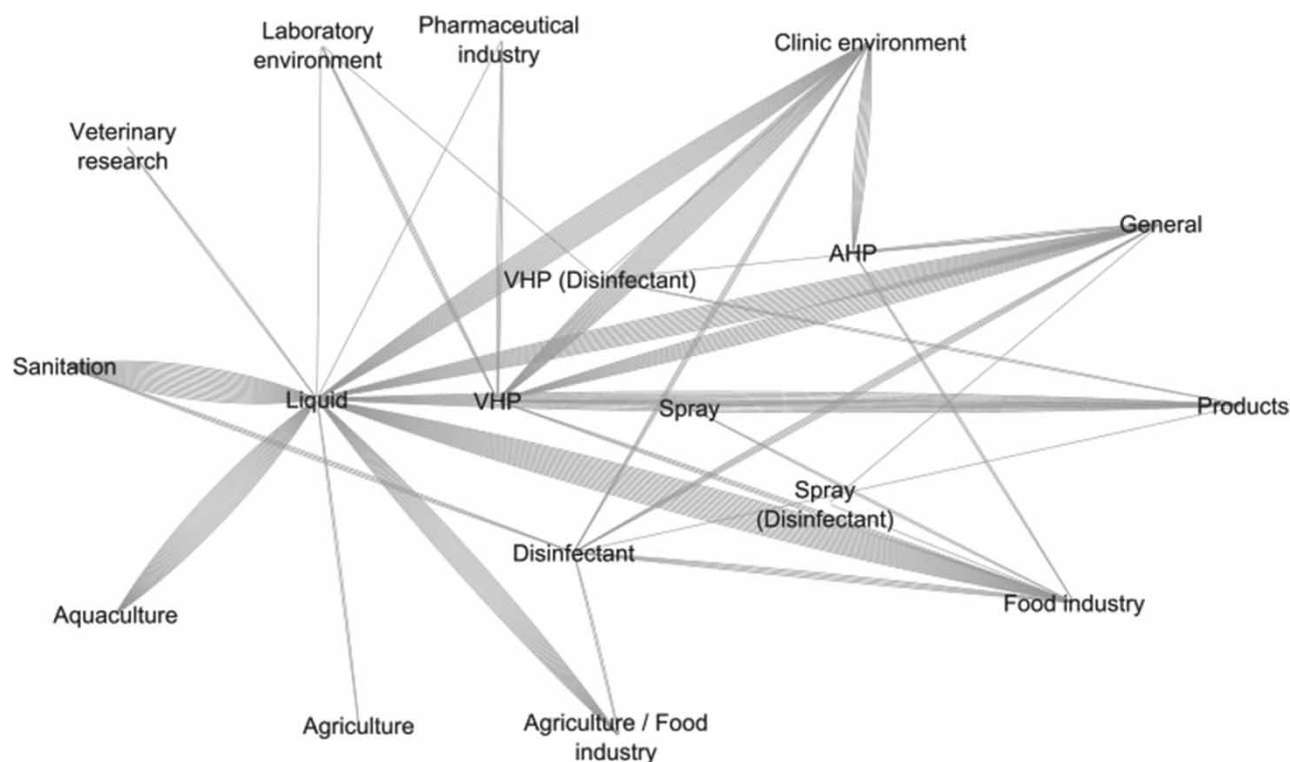 Laboratory
environment
Pharmaceutical
industry
Clinic environment
Veterinary
research
General
AHP
VHP (Disinfectant)
Sanitation
Liquid
VHP
Spray
Products
Spray
(Disinfectant)
Disinfectant
Food industry
Aquaculture
Agriculture
Agriculture / Food
industry